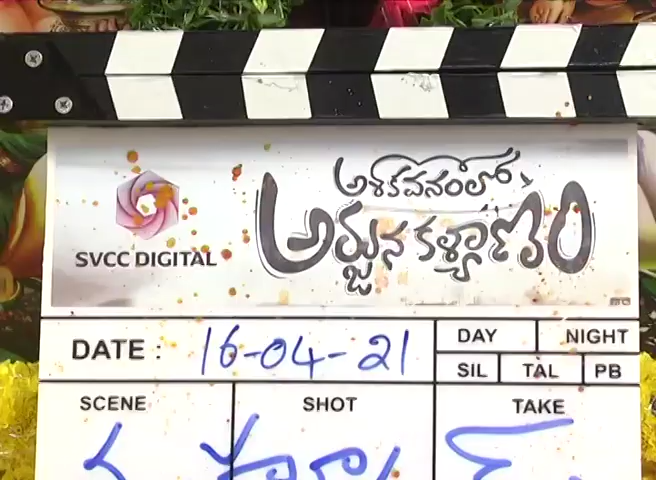 అశోకవనంలో
అర్జున కళ్యాణం
SVCC DIGITAL
DATE : 16-04-21
DAY NIGHT
SIL TAL PB
SCENE SHOT TAKE